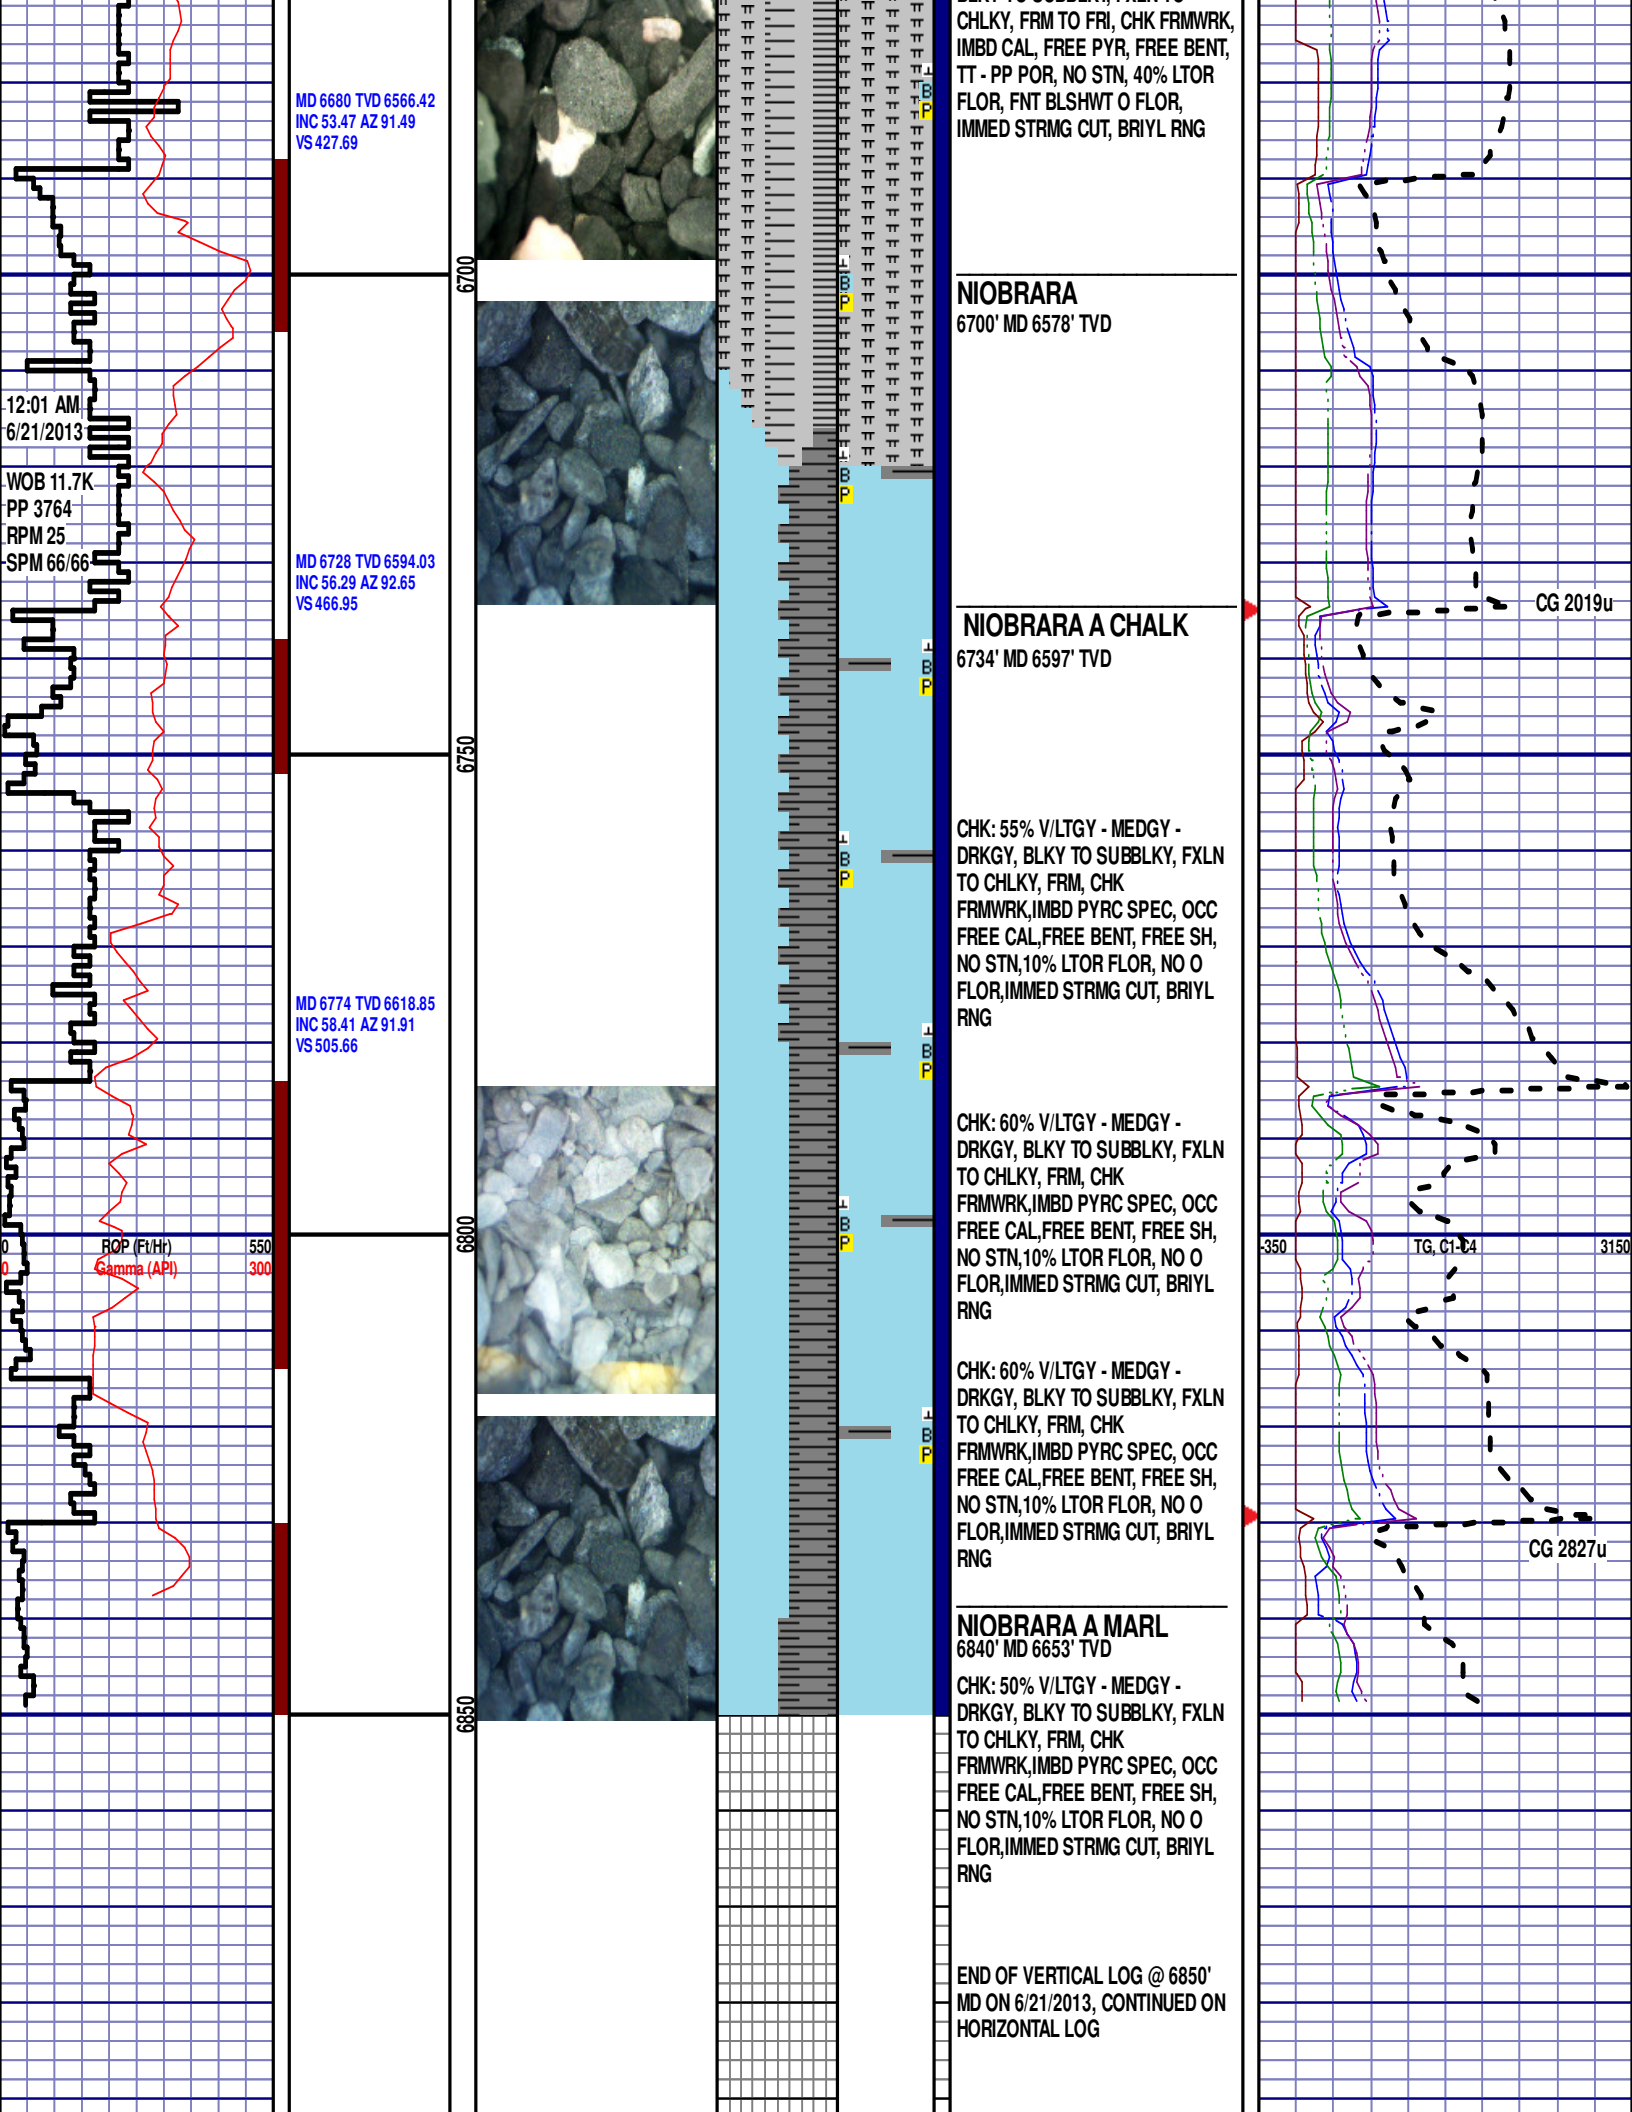 CHLKY, FRM TO FRI, CHK FRMWRK,
IMBD CAL, FREE PYR, FREE BENT,
TT - PP POR, NO STN, 40% LTOR
FLOR, FNT BLSHWT O FLOR,
IMMED STRMG CUT, BRIYL RNG
MD 6680 TVD 6566.42
INC 53.47 AZ 91.49
VS 427.69
B
P
6700
B
P
NIOBRARA
6700' MD 6578' TVD
12:01 AM
6/21/2013
WOB 11.7K
PP 3764
RPM 25
SPM 66/66
B
P
MD 6728 TVD 6594.03
INC 56.29 AZ 92.65
VS 466.95
CG 2019u
NIOBRARA A CHALK
6734' MD 6597' TVD
B
P
6750
CHK: 55% V/LTGY - MEDGY -
DRKGY, BLKY TO SUBBLKY, FXLN
TO CHLKY, FRM, CHK
FRMWRK,IMBD PYRC SPEC, OCC
FREE CAL,FREE BENT, FREE SH,
NO STN,10% LTOR FLOR, NO O
FLOR,IMMED STRMG CUT, BRIYL
RNG
B
P
MD 6774 TVD 6618.85
INC 58.41 AZ 91.91
VS 505.66
B
P
CHK: 60% V/LTGY - MEDGY -
DRKGY, BLKY TO SUBBLKY, FXLN
TO CHLKY, FRM, CHK
FRMWRK,IMBD PYRC SPEC, OCC
FREE CAL,FREE BENT, FREE SH,
NO STN,10% LTOR FLOR, NO O
FLOR,IMMED STRMG CUT, BRIYL
RNG
B
P
6800
0 ROP (Ft/Hr) 550
0 Gamma (API) 300
-350 TG, C1-C4 3150
CHK: 60% V/LTGY - MEDGY -
DRKGY, BLKY TO SUBBLKY, FXLN
TO CHLKY, FRM, CHK
FRMWRK,IMBD PYRC SPEC, OCC
FREE CAL,FREE BENT, FREE SH,
NO STN,10% LTOR FLOR, NO O
FLOR,IMMED STRMG CUT, BRIYL
RNG
B
P
CG 2827u
NIOBRARA A MARL
6840' MD 6653' TVD
6850
CHK: 50% V/LTGY - MEDGY -
DRKGY, BLKY TO SUBBLKY, FXLN
TO CHLKY, FRM, CHK
FRMWRK,IMBD PYRC SPEC, OCC
FREE CAL,FREE BENT, FREE SH,
NO STN,10% LTOR FLOR, NO O
FLOR,IMMED STRMG CUT, BRIYL
RNG
END OF VERTICAL LOG @ 6850'
MD ON 6/21/2013, CONTINUED ON
HORIZONTAL LOG